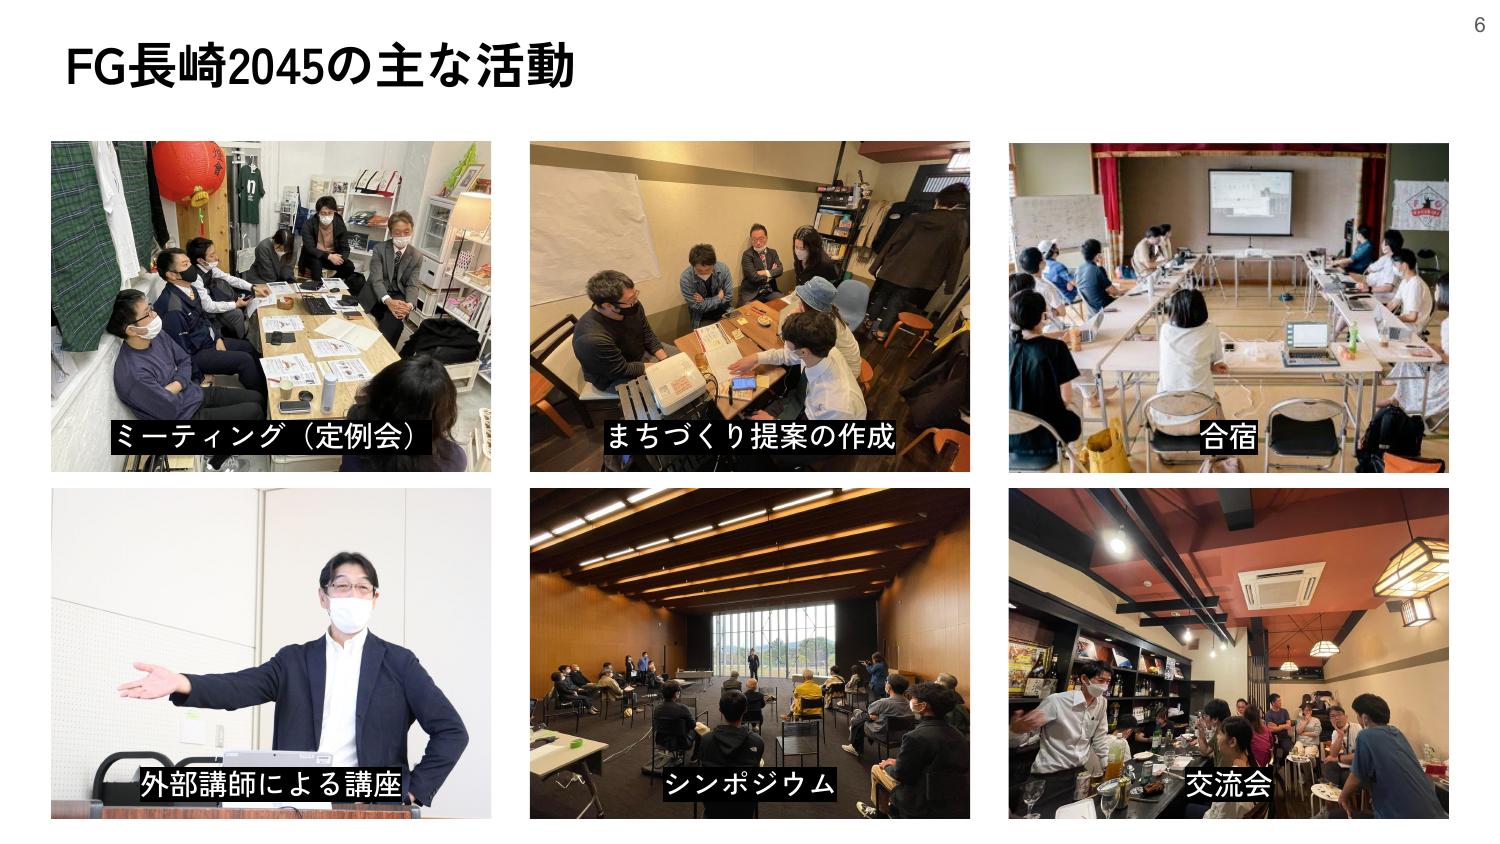 6
FG長崎2045の主な活動
ミーティング（定例会）
まちづくり提案の作成
合宿
外部講師による講座
シンポジウム
交流会